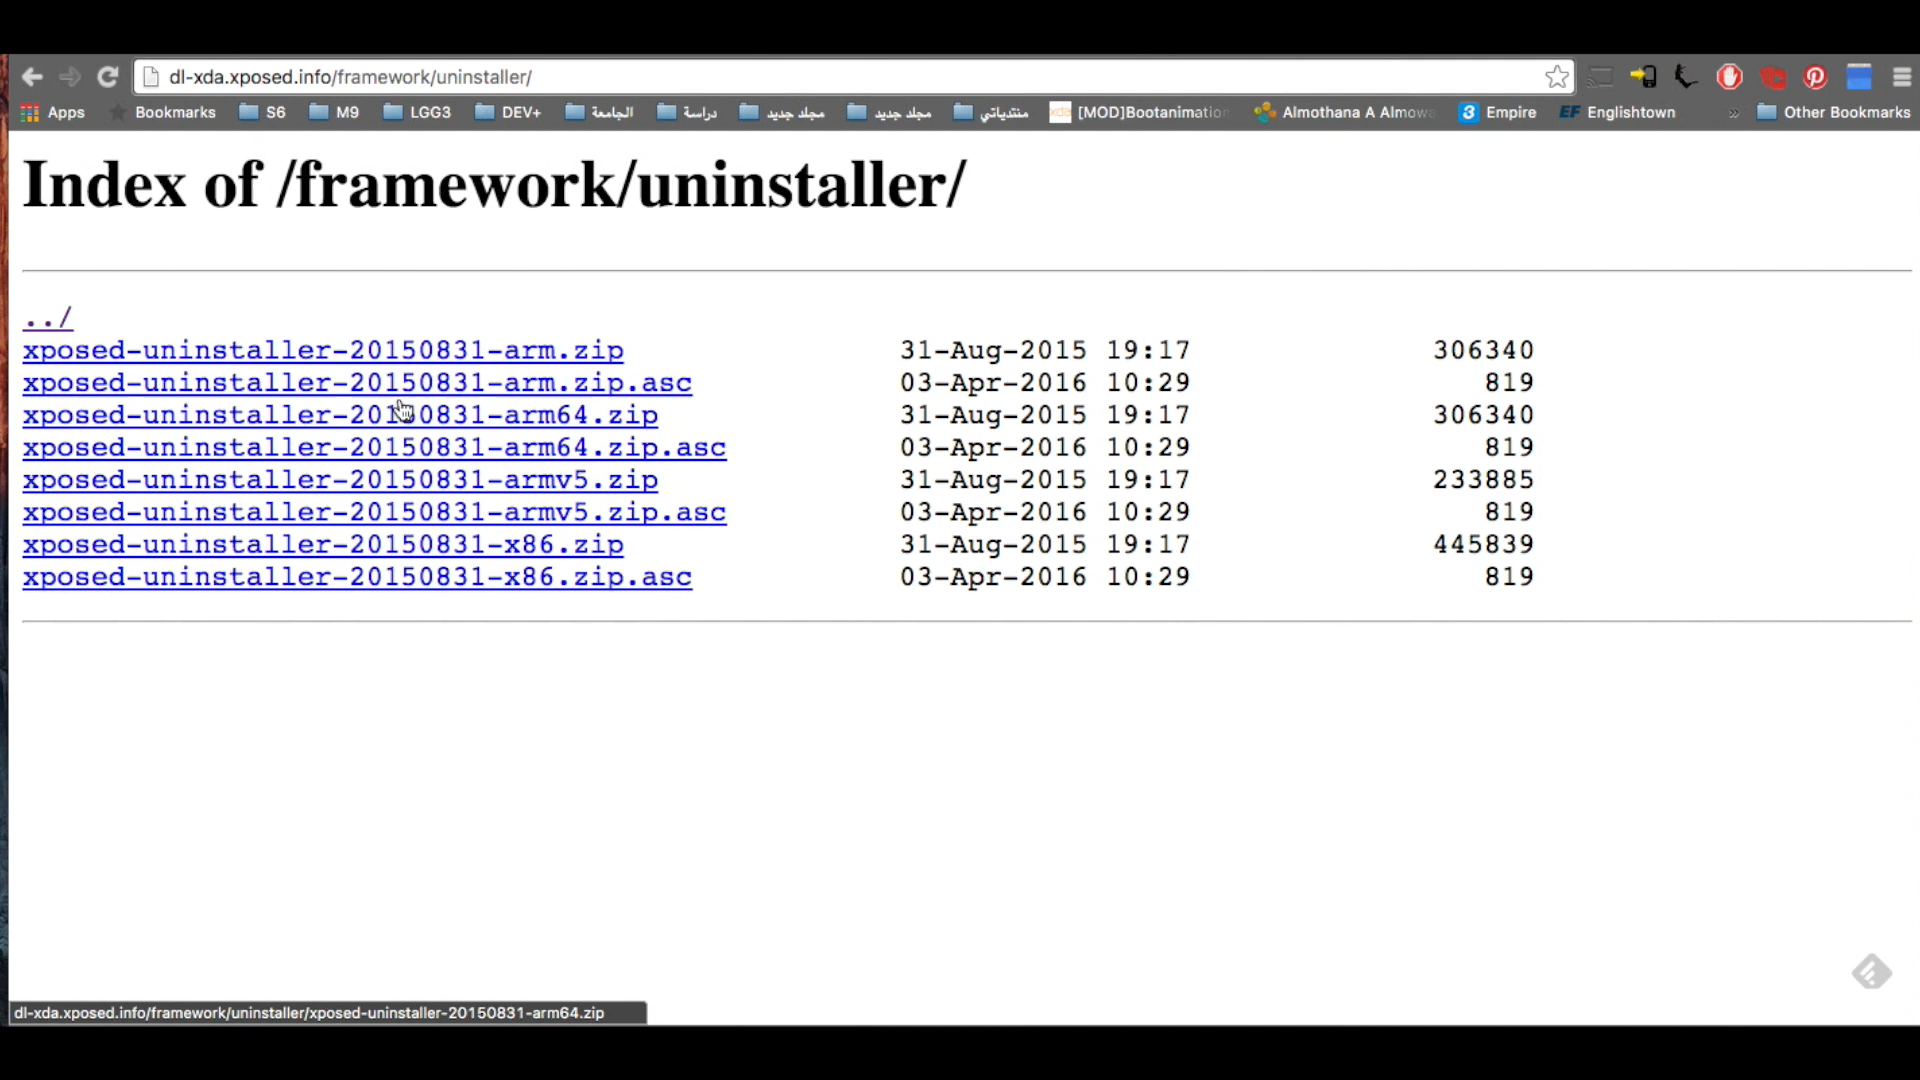 dl-xda.xposed.info/framework/uninstaller/
Apps Bookmarks S6 M9 LGG3 DEV+ الجامعة دراسة مجلد جديد مجلد جديد منتدياتي xda [MOD]Bootanimation 3 Almothana A Almowa Empire EF Englishtown » Other Bookmarks
Index of /framework/uninstaller/
../
xposed-uninstaller-20150831-arm.zip 31-Aug-2015 19:17 306340
xposed-uninstaller-20150831-arm.zip.asc 03-Apr-2016 10:29 819
xposed-uninstaller-20150831-arm64.zip 31-Aug-2015 19:17 306340
xposed-uninstaller-20150831-arm64.zip.asc 03-Apr-2016 10:29 819
xposed-uninstaller-20150831-armv5.zip 31-Aug-2015 19:17 233885
xposed-uninstaller-20150831-armv5.zip.asc 03-Apr-2016 10:29 819
xposed-uninstaller-20150831-x86.zip 31-Aug-2015 19:17 445839
xposed-uninstaller-20150831-x86.zip.asc 03-Apr-2016 10:29 819
dl-xda.xposed.info/framework/uninstaller/xposed-uninstaller-20150831-arm64.zip